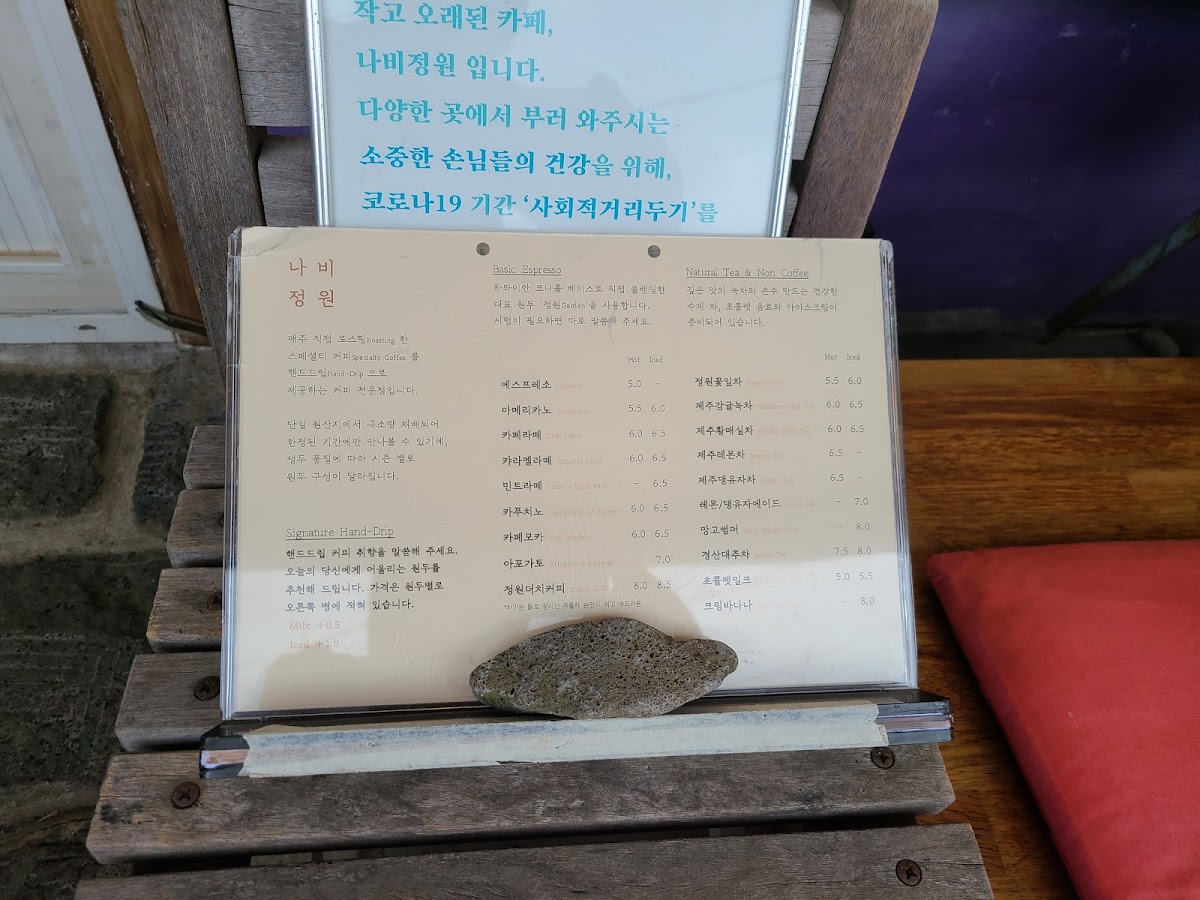 작고 오래된 카페,
나비정원 입니다.
다양한 곳에서 부러 와주시는
소중한 손님들의 건강을 위해,
코로나19 기간 ‘사회적거리두기’를
나비
정원
매주 직접 로스팅Roasting 한
스페셜티 커피Specialty Coffee 를
핸드드립Hand-Drip 으로
제공하는 커피 전문점입니다.
단일 원산지에서 극소량 재배되어
한정된 기간에만 만나볼 수 있기에,
생두 품질에 따라 시즌 별로
원두 구성이 달라집니다.
Signature Hand-Drip
핸드드립 커피 취향을 말씀해 주세요.
오늘의 당신에게 어울리는 원두를
추천해 드립니다. 가격은 원두별로
오른쪽 병에 적혀 있습니다.
Milk +0.5
Iced +1.0
Basic Espresso
하와이안 코나를 베이스로 직접 블렌딩한
대표 원두 '정원Garden'을 사용합니다.
시럽이 필요하면 따로 말씀해 주세요.
Hot Iced
에스프레소 Espresso 5.0 -
아메리카노 Americano 5.5 6.0
카페라떼 Cafe Latte 6.0 6.5
캬라멜라떼 Caramel Latte 6.0 6.5
민트라떼 - 6.5
카푸치노 6.0 6.5
카페모카 Cafe Mocha 6.0 6.5
아포가토 - 7.0
정원더치커피 8.0 8.5
*차가운 물로 장시간 추출해 쓴맛이 적고 부드러움
Natural Tea & Non Coffee
깊은 맛의 녹차와 손수 만드는 건강한
수제 차, 초콜렛 음료와 아이스크림이
준비되어 있습니다.
Hot Iced
정원꽃잎차 5.5 6.0
제주감귤녹차 6.0 6.5
제주황매실차 6.0 6.5
제주레몬차 6.5 -
제주댕유자차 6.5 -
레몬/댕유자에이드 - 7.0
망고썸머 - 8.0
경산대추차 7.5 8.0
초콜렛밀크 5.0 5.5
크림바나나 - 8.0